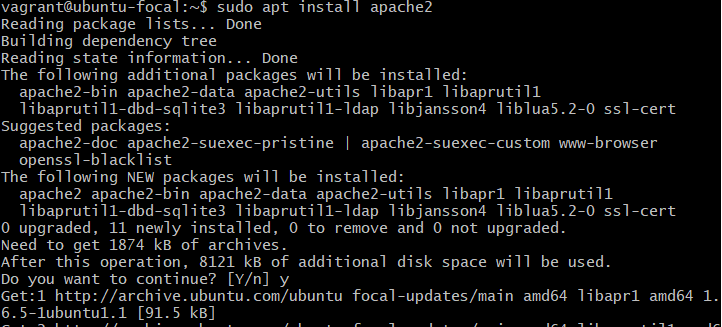 vagrant@ubuntu-focal:~$ sudo apt install apache2
Reading package lists... Done
Building dependency tree
Reading state information... Done
The following additional packages will be installed:
  apache2-bin apache2-data apache2-utils libapr1 libaprutil1
  libaprutil1-dbd-sqlite3 libaprutil1-ldap libjansson4 liblua5.2-0 ssl-cert
Suggested packages:
  apache2-doc apache2-suexec-pristine | apache2-suexec-custom www-browser
  openssl-blacklist
The following NEW packages will be installed:
  apache2 apache2-bin apache2-data apache2-utils libapr1 libaprutil1
  libaprutil1-dbd-sqlite3 libaprutil1-ldap libjansson4 liblua5.2-0 ssl-cert
0 upgraded, 11 newly installed, 0 to remove and 0 not upgraded.
Need to get 1874 kB of archives.
After this operation, 8121 kB of additional disk space will be used.
Do you want to continue? [Y/n] y
Get:1 http://archive.ubuntu.com/ubuntu focal-updates/main amd64 libapr1 amd64 1.
6.5-1ubuntu1.1 [91.5 kB]